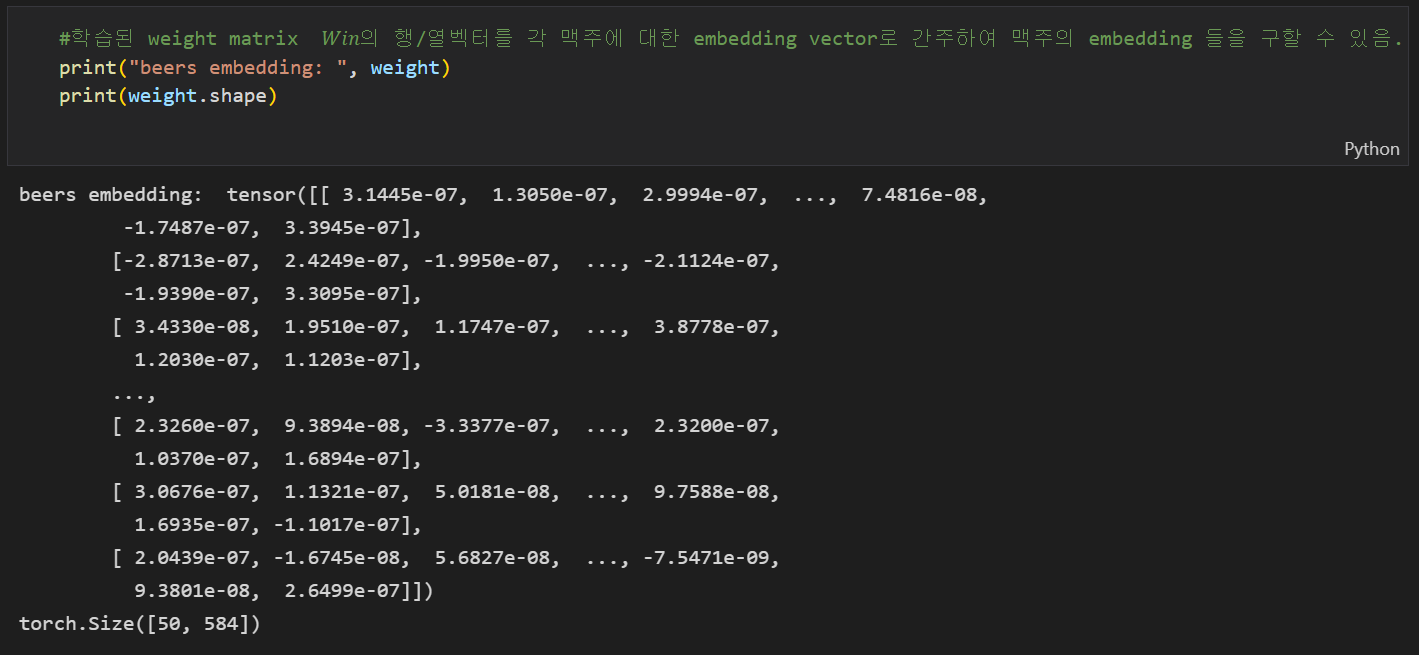 #학습된 weight matrix Win의 행/열벡터를 각 맥주에 대한 embedding vector로 간주하여 맥주의 embedding 들을 구할 수 있음.
print("beers embedding: ", weight)
print(weight.shape)
Python
beers embedding:  tensor([[ 3.1445e-07,  1.3050e-07,  2.9994e-07,  ...,  7.4816e-08,
-1.7487e-07,  3.3945e-07],
[-2.8713e-07,  2.4249e-07, -1.9950e-07,  ..., -2.1124e-07,
-1.9390e-07,  3.3095e-07],
[ 3.4330e-08,  1.9510e-07,  1.1747e-07,  ...,  3.8778e-07,
1.2030e-07,  1.1203e-07],
...,
[ 2.3260e-07,  9.3894e-08, -3.3377e-07,  ...,  2.3200e-07,
1.0370e-07,  1.6894e-07],
[ 3.0676e-07,  1.1321e-07,  5.0181e-08,  ...,  9.7588e-08,
1.6935e-07, -1.1017e-07],
[ 2.0439e-07, -1.6745e-08,  5.6827e-08,  ..., -7.5471e-09,
9.3801e-08,  2.6499e-07]])
torch.Size([50, 584])